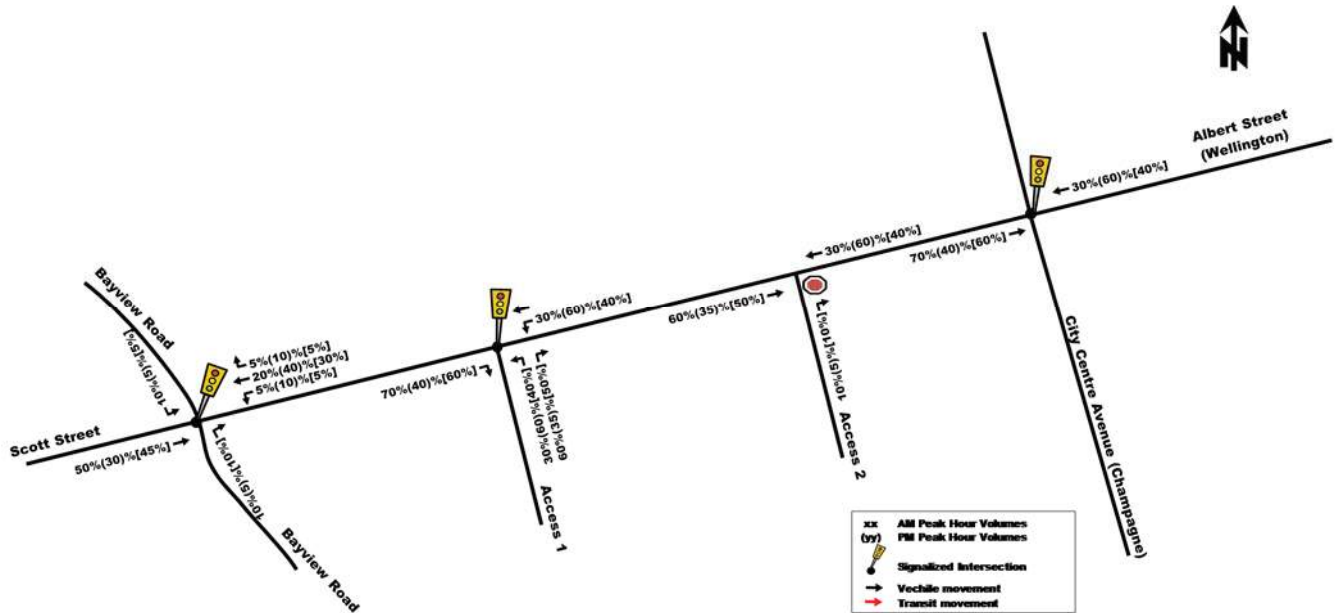 N
Albert Street
(Wellington)
30%(60)%[40%]
30%(60)%[40%]
70%(40)%[60%]
Bayview Road
30%(60)%[40%]
60%(35)%[50%]
10%(5)%[5%]
5%(10)%[5%]
20%(40)%[30%]
5%(10)%[5%]
70%(40)%[60%]
60%(35)%[50%]
30%(60)%[40%]
10%(5)%[10%]
Scott Street
50%(30)%[45%]
10%(5)%[10%]
Access 1
Access 2
City Centre Avenue (Champagne)
Bayview Road
xx AM Peak Hour Volumes
(yy) PM Peak Hour Volumes
Signalized Intersection
Vechile movement
Transit movement